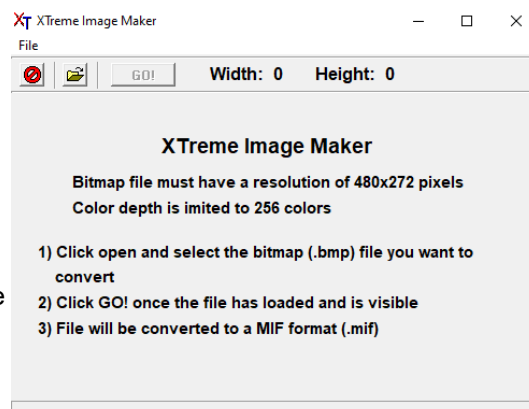 XT XTreme Image Maker
File
GO! Width: 0 Height: 0
XTreme Image Maker
Bitmap file must have a resolution of 480x272 pixels
Color depth is imited to 256 colors
1) Click open and select the bitmap (.bmp) file you want to
convert
e
2) Click GO! once the file has loaded and is visible
3) File will be converted to a MIF format (.mif)